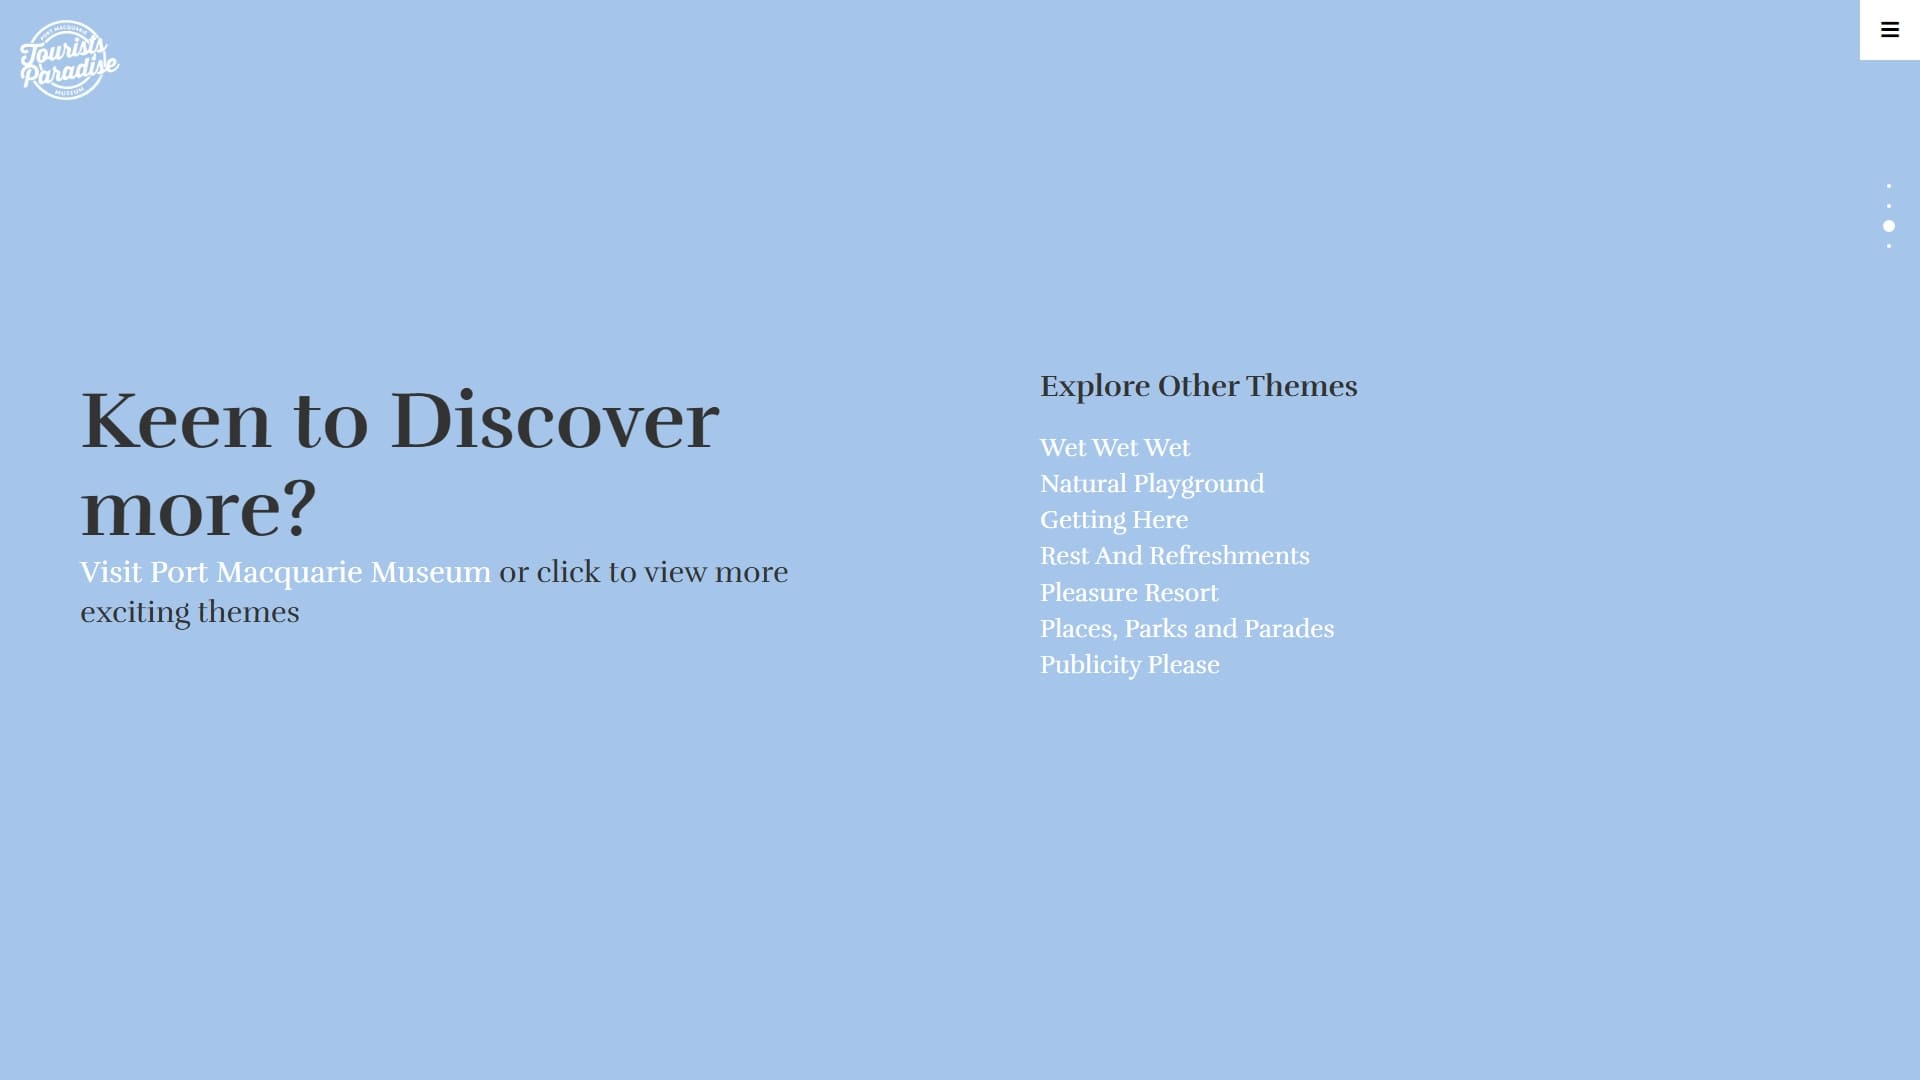 PORT MACQUARIE
Tourists
Paradise
MUSEUM
Keen to Discover
more?
Visit Port Macquarie Museum or click to view more
exciting themes
Explore Other Themes
Wet Wet Wet
Natural Playground
Getting Here
Rest And Refreshments
Pleasure Resort
Places, Parks and Parades
Publicity Please